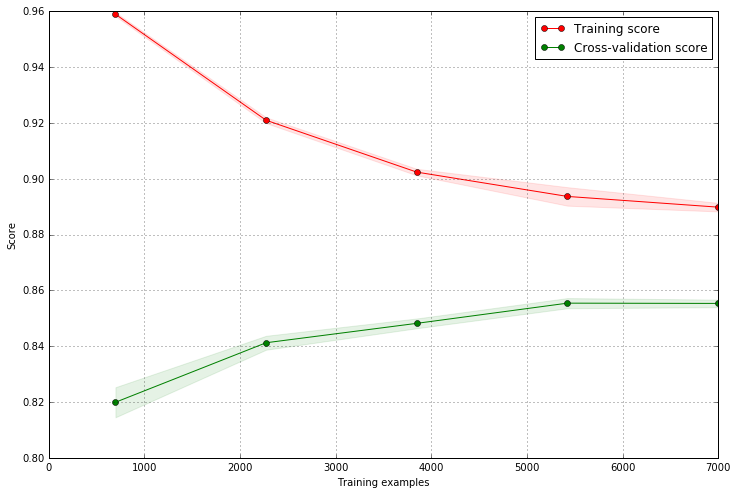 0.96
0.94
0.92
0.90
0.88
0.86
0.84
0.82
0.80
Score
Training score
Cross-validation score
0 1000 2000 3000 4000 5000 6000 7000
Training examples